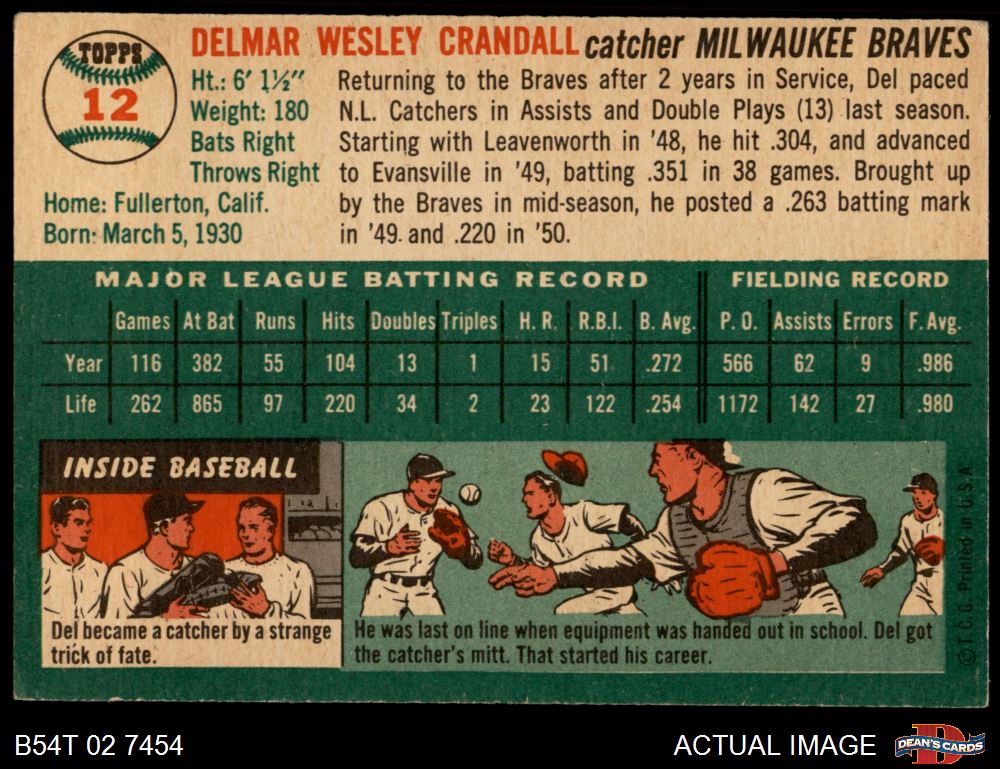 TOPPS
12
DELMAR WESLEY CRANDALL catcher MILWAUKEE BRAVES
Ht.: 6' 1½"
Weight: 180
Bats Right
Throws Right
Home: Fullerton, Calif.
Born: March 5, 1930
Returning to the Braves after 2 years in Service, Del paced
N.L. Catchers in Assists and Double Plays (13) last season.
Starting with Leavenworth in '48, he hit .304, and advanced
to Evansville in '49, batting .351 in 38 games. Brought up
by the Braves in mid-season, he posted a .263 batting mark
in '49 and .220 in '50.
MAJOR LEAGUE BATTING RECORD FIELDING RECORD
Games At Bat Runs Hits Doubles Triples H. R. R.B.I. B. Avg. P. O. Assists Errors F. Avg.
Year 116 382 55 104 13 1 15 51 .272 566 62 9 .986
Life 262 865 97 220 34 2 23 122 .254 1172 142 27 .980
INSIDE BASEBALL
Del became a catcher by a strange
trick of fate.
He was last on line when equipment was handed out in school. Del got
the catcher's mitt. That started his career.
© T.C.G. Printed in U.S.A.
B54T 02 7454
ACTUAL IMAGE
D
DEAN'S CARDS